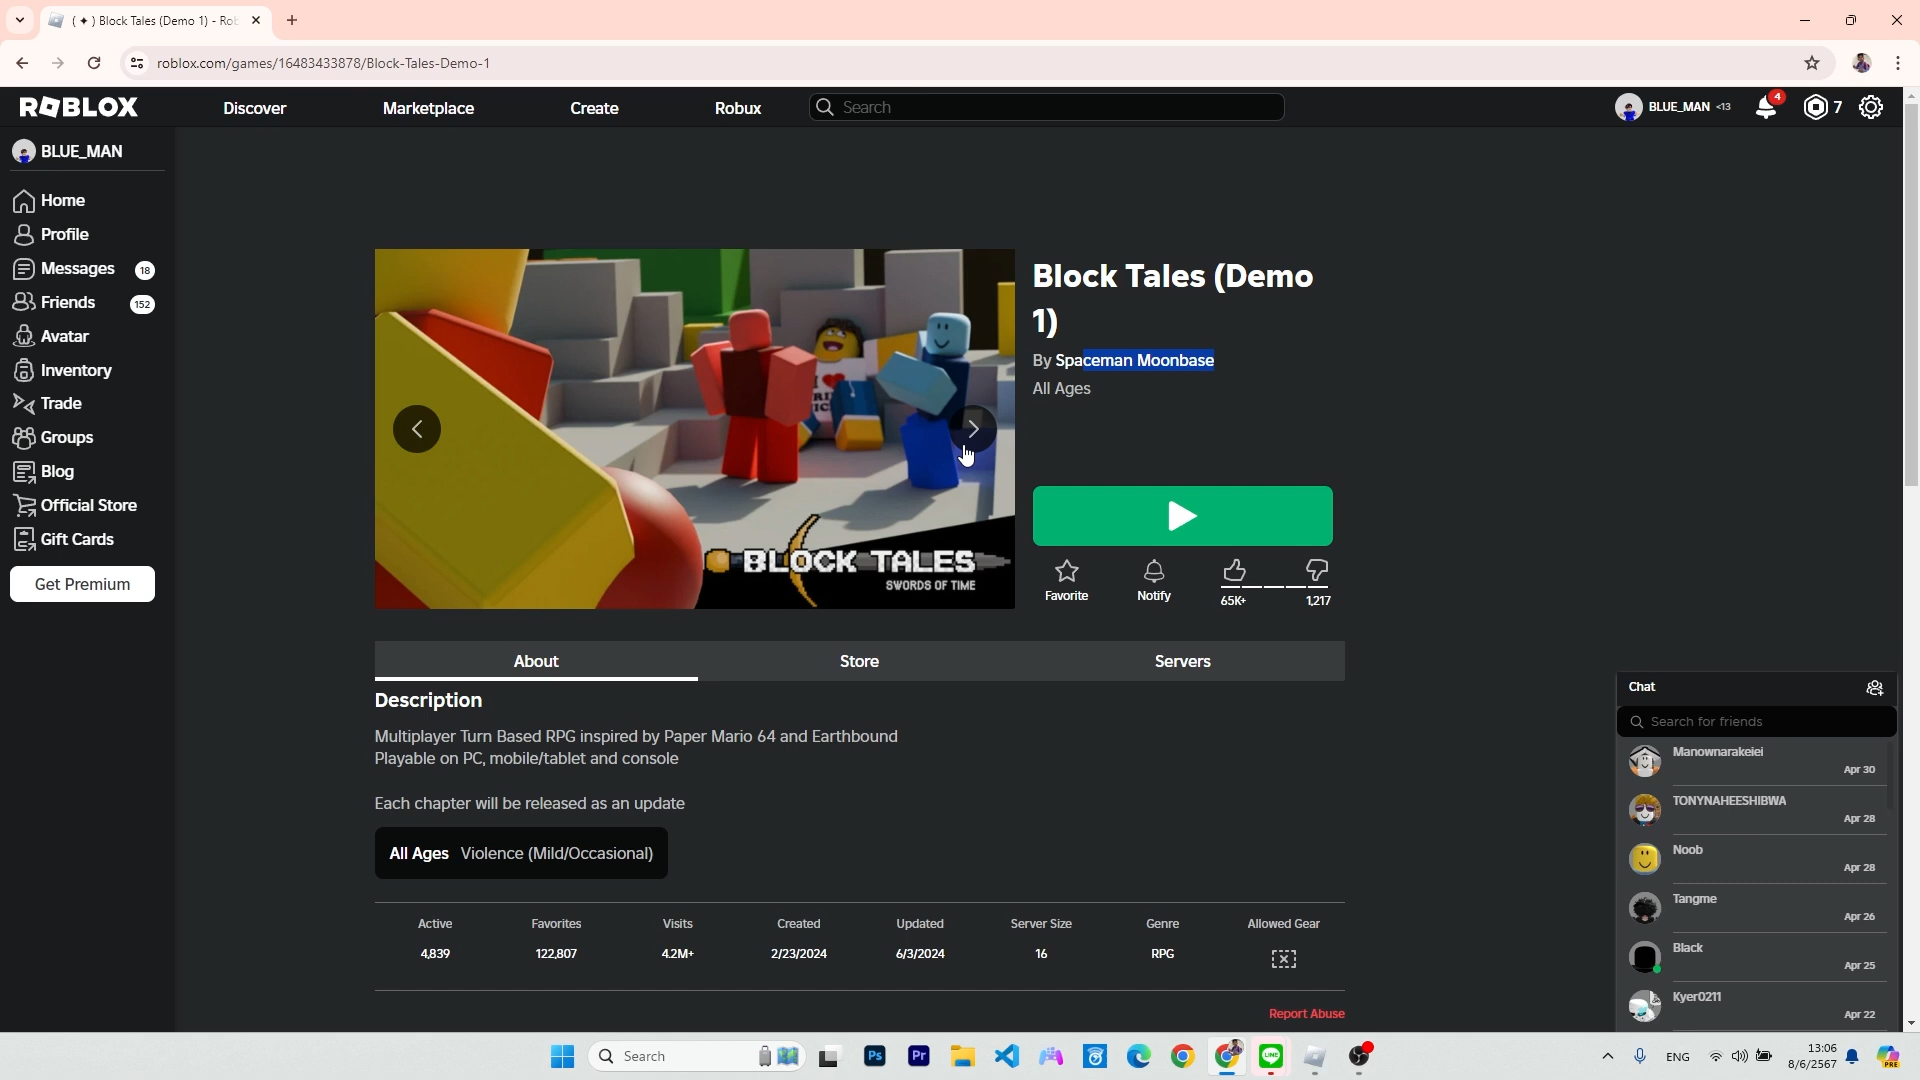 ( ✦ ) Block Tales (Demo 1) - Rob
roblox.com/games/16483433878/Block-Tales-Demo-1
ROBLOX
Discover
Marketplace
Create
Robux
Search
BLUE_MAN <13
4
7
BLUE_MAN
Home
Profile
Messages 18
Friends 152
Avatar
Inventory
Trade
Groups
Blog
Official Store
Gift Cards
Get Premium
BLOCK TALES
SWORDS OF TIME
Block Tales (Demo
1)
By Spaceman Moonbase
All Ages
Favorite
Notify
65K+
1,217
About
Store
Servers
Description
Multiplayer Turn Based RPG inspired by Paper Mario 64 and Earthbound
Playable on PC, mobile/tablet and console
Each chapter will be released as an update
All Ages Violence (Mild/Occasional)
Active Favorites Visits Created Updated Server Size Genre Allowed Gear
4,839 122,807 4.2M+ 2/23/2024 6/3/2024 16 RPG
Report Abuse
Chat
Search for friends
Manownarakeiei
Apr 30
TONYNAHEESHIBWA
Apr 28
Noob
Apr 28
Tangme
Apr 26
Black
Apr 25
Kyer0211
Apr 22
Search
Ps
Pr
LINE
ENG
13:06
8/6/2567
PRE